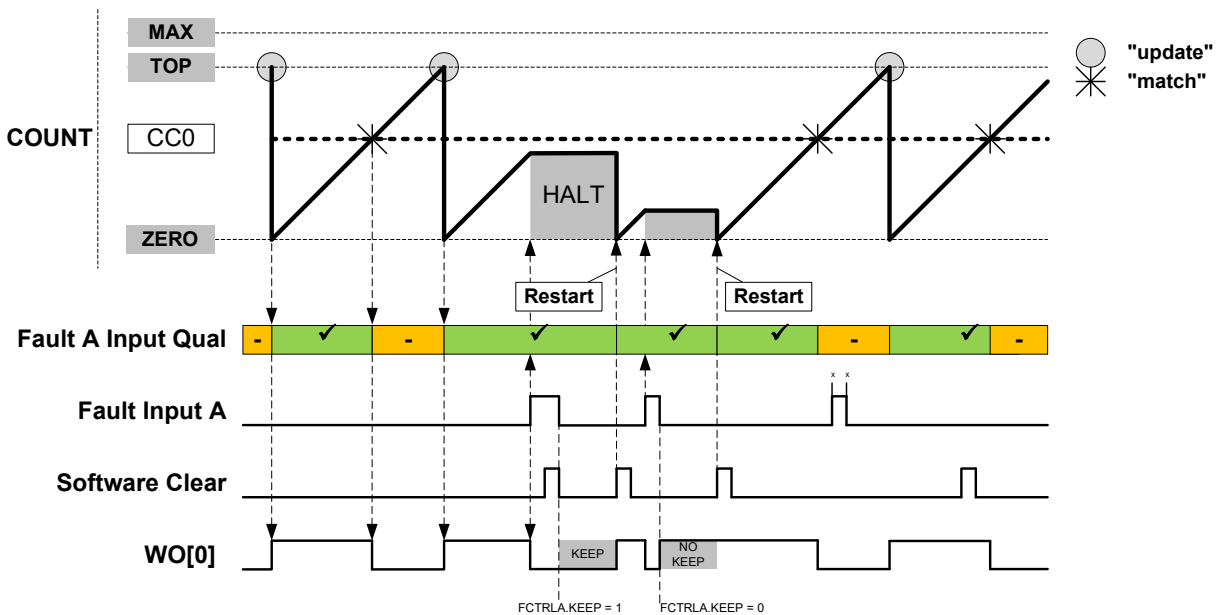 MAX
"update"
TOP
"match"
COUNT
CC0
HALT
ZERO
Restart
Restart
Fault A Input Qual
- ✓ - ✓ ✓ ✓ - ✓ -
x x
Fault Input A
Software Clear
WO[0]
KEEP
NO
KEEP
FCTRLA.KEEP = 1
FCTRLA.KEEP = 0